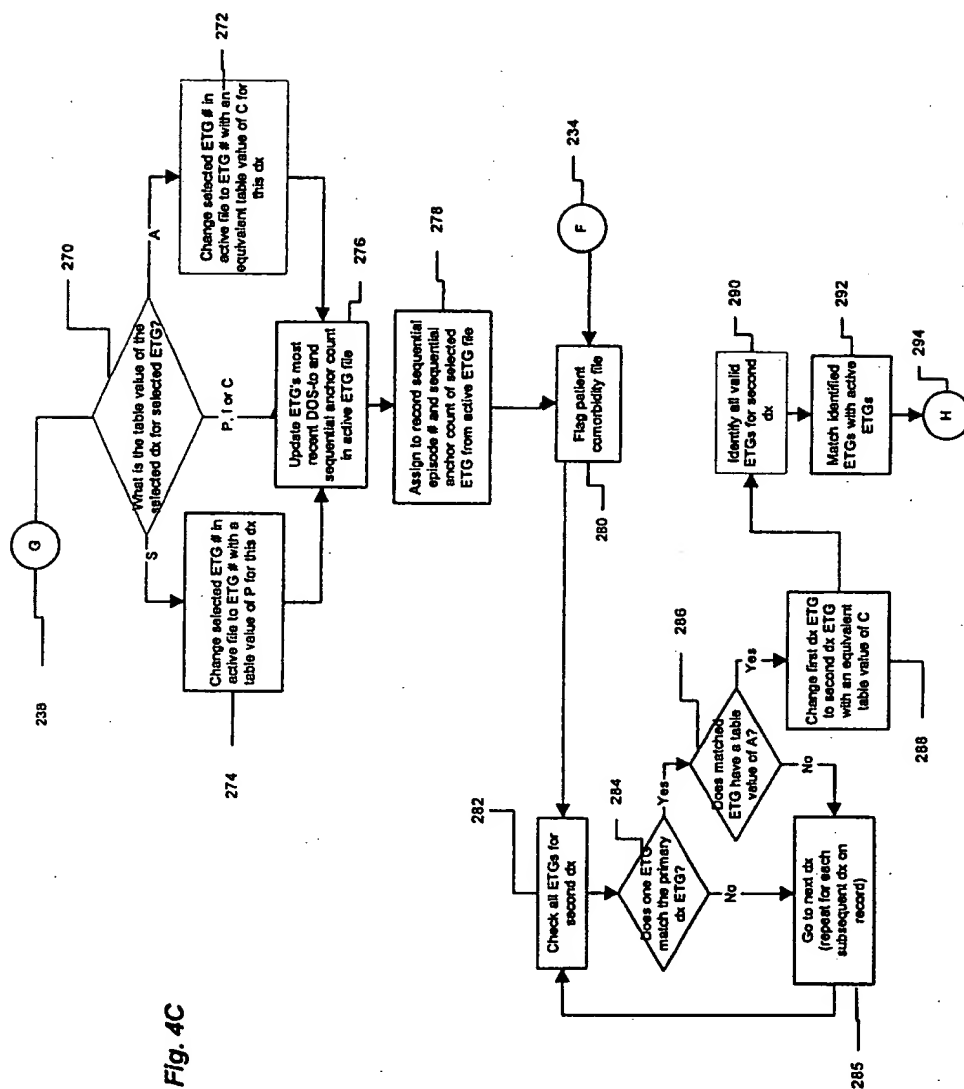 Fig. 4C
G
238
270
What is the table value of the
selected dx for selected ETG?
S
P, I or C
A
272
Change selected ETG # in
active file to ETG # with an
equivalent table value of C for
this dx
Change selected ETG # in
active file to ETG # with a
table value of P for this dx
274
276
Update ETG's most
recent DOS-to and
sequential anchor count
in active ETG file
278
Assign to record sequential
episode # and sequential
anchor count of selected
ETG from active ETG file
F
234
Flag patient
comorbidity file
280
282
Check all ETGs for
second dx
284
Does one ETG
match the primary
dx ETG?
Yes
No
Go to next dx
(repeat for each
subsequent dx on
record)
285
286
Does matched
ETG have a table
value of A?
Yes
No
Change first dx ETG
to second dx ETG
with an equivalent
table value of C
288
290
Identify all valid
ETGs for second
dx
292
Match identified
ETGs with active
ETGs
294
H